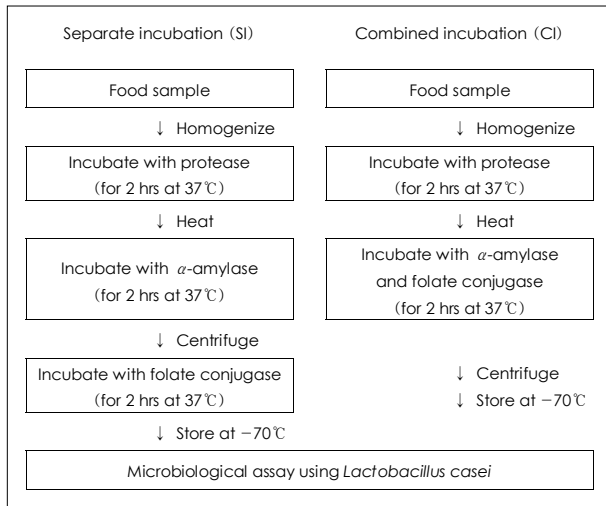 Separate incubation (SI)
Combined incubation (CI)
Food sample
Food sample
↓ Homogenize
↓ Homogenize
Incubate with protease
(for 2 hrs at 37℃)
Incubate with protease
(for 2 hrs at 37℃)
↓ Heat
↓ Heat
Incubate with α-amylase
(for 2 hrs at 37℃)
Incubate with α-amylase
and folate conjugase
(for 2 hrs at 37℃)
↓ Centrifuge
Incubate with folate conjugase
(for 2 hrs at 37℃)
↓ Centrifuge
↓ Store at −70℃
↓ Store at −70℃
Microbiological assay using Lactobacillus casei